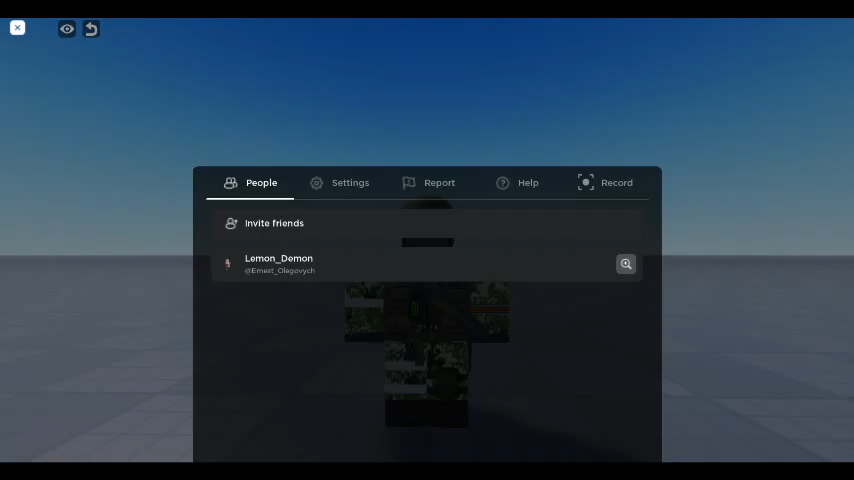 People
Settings
Report
Help
Record
Invite friends
Lemon_Demon
@Ernest_Olegovych